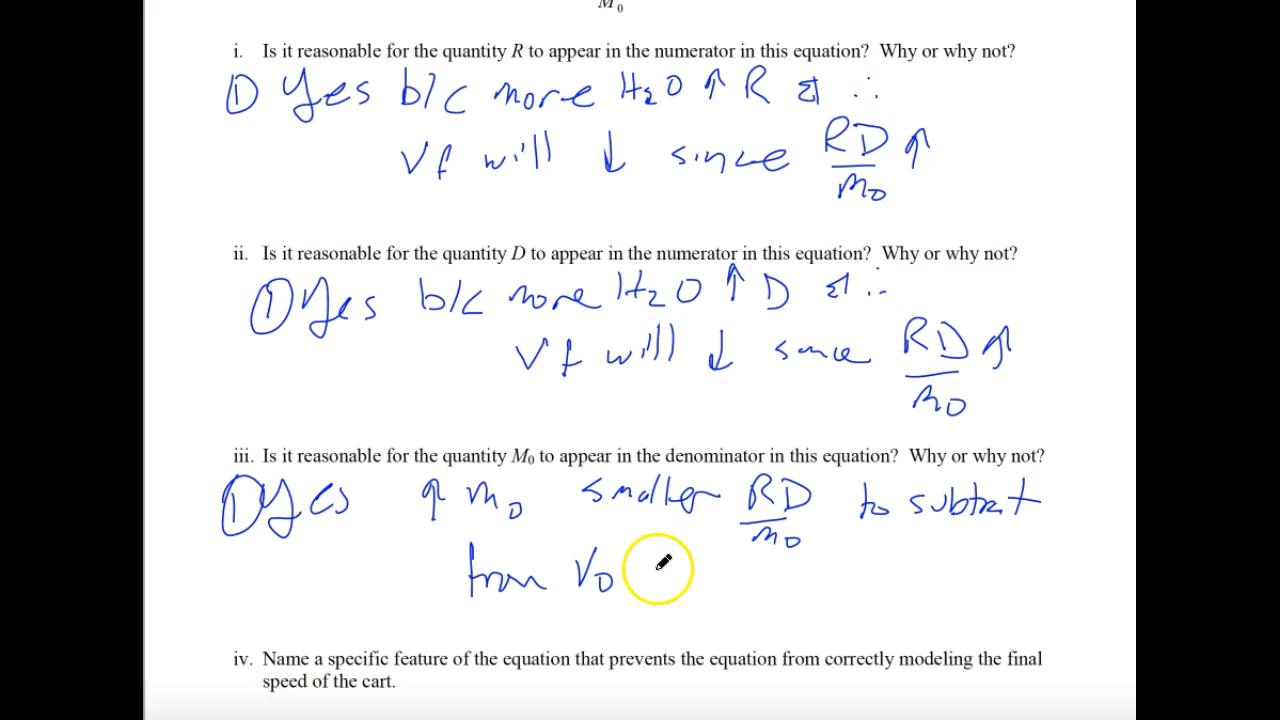 M₀
i. Is it reasonable for the quantity R to appear in the numerator in this equation? Why or why not?
① Yes b/c more H₂O ↑ R ∴
Vf will ↓ since RD/m₀ ↑
ii. Is it reasonable for the quantity D to appear in the numerator in this equation? Why or why not?
① Yes b/c more H₂O ↑ D ∴
Vf will ↓ since RD/m₀ ↑
iii. Is it reasonable for the quantity M₀ to appear in the denominator in this equation? Why or why not?
① Yes ↑ m₀ smaller RD/m₀ to subtract
from V₀
iv. Name a specific feature of the equation that prevents the equation from correctly modeling the final
speed of the cart.